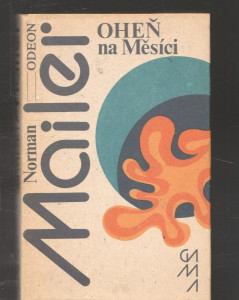 ODEON
Norman
Mailer
OHEŇ
na Měsíci
GAMA